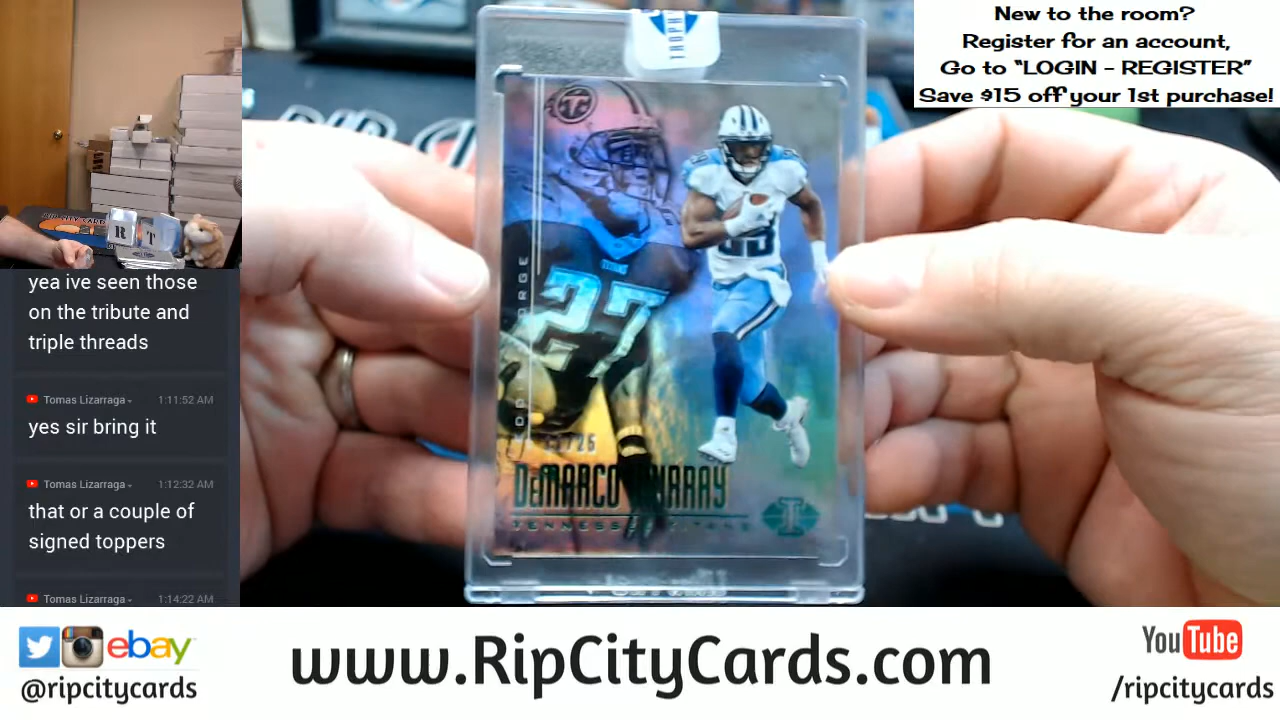 New to the room?
Register for an account,
Go to "LOGIN - REGISTER"
Save $15 off your 1st purchase!
TROPH
27
DEMARCO
R T
yea ive seen those
on the tribute and
triple threads
Tomas Lizarraga 1:11:52 AM
yes sir bring it
Tomas Lizarraga 1:12:32 AM
that or a couple of
signed toppers
Tomas Lizarraga 1:14:22 AM
ebay
@ripcitycards
www.RipCityCards.com
YouTube
/ripcitycards